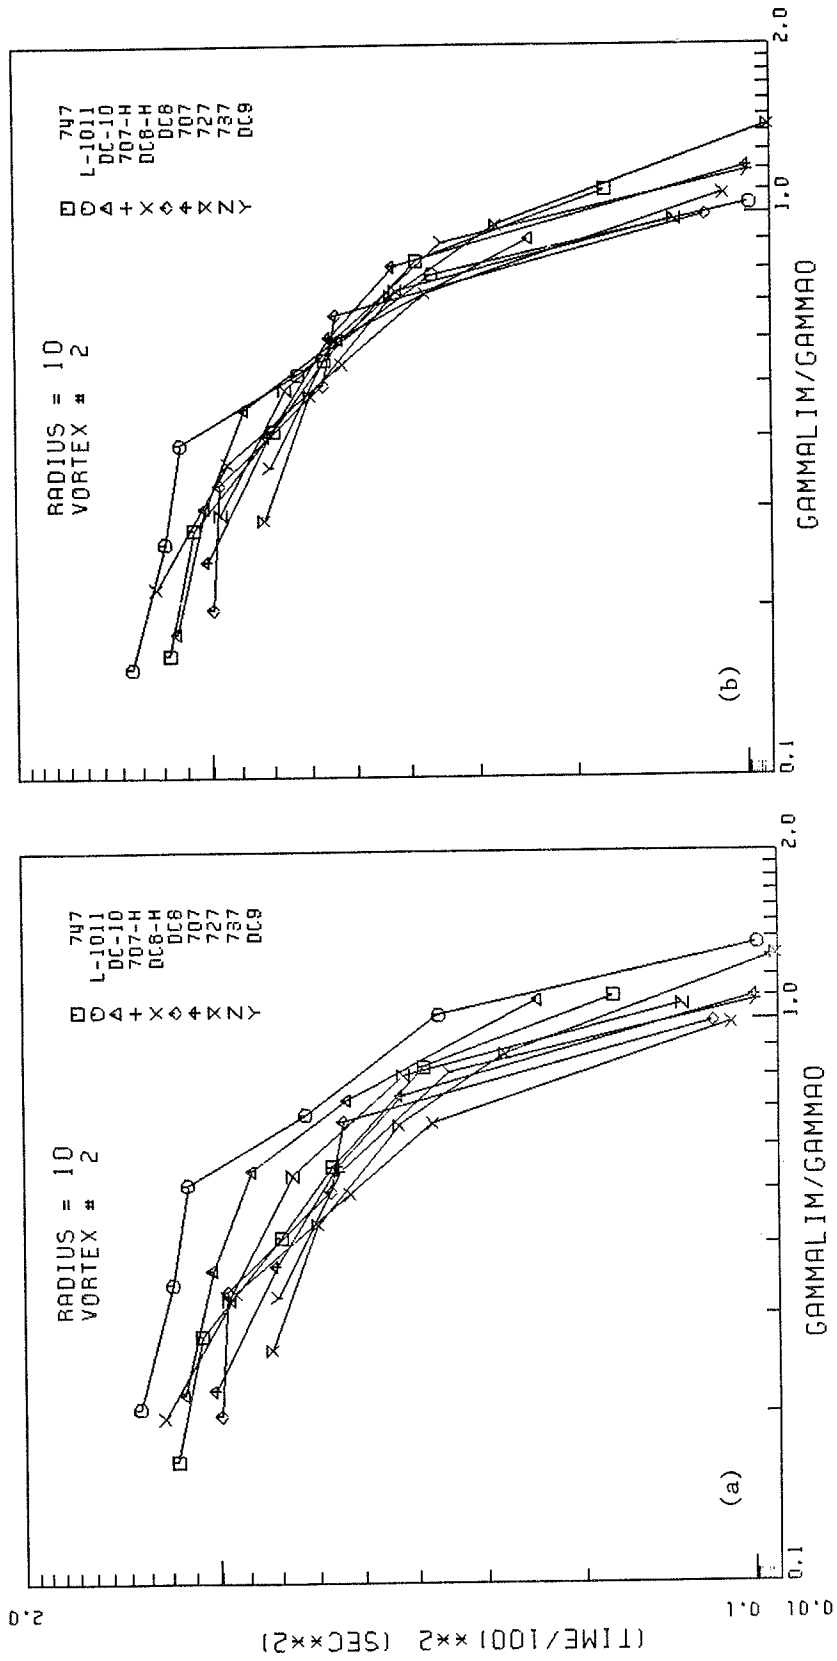 (TIME/100)**2 (SEC**2)
2.0
0.1
0.01
RADIUS = 10
VORTEX # 2
747
L-1011
DC-10
707-H
DC8-H
DC8
707
727
737
DC9
(a)
0.1
1.0
2.0
GAMMALIM/GAMMAO
RADIUS = 10
VORTEX # 2
747
L-1011
DC-10
707-H
DC8-H
DC8
707
727
737
DC9
(b)
0.1
1.0
2.0
GAMMALIM/GAMMAO